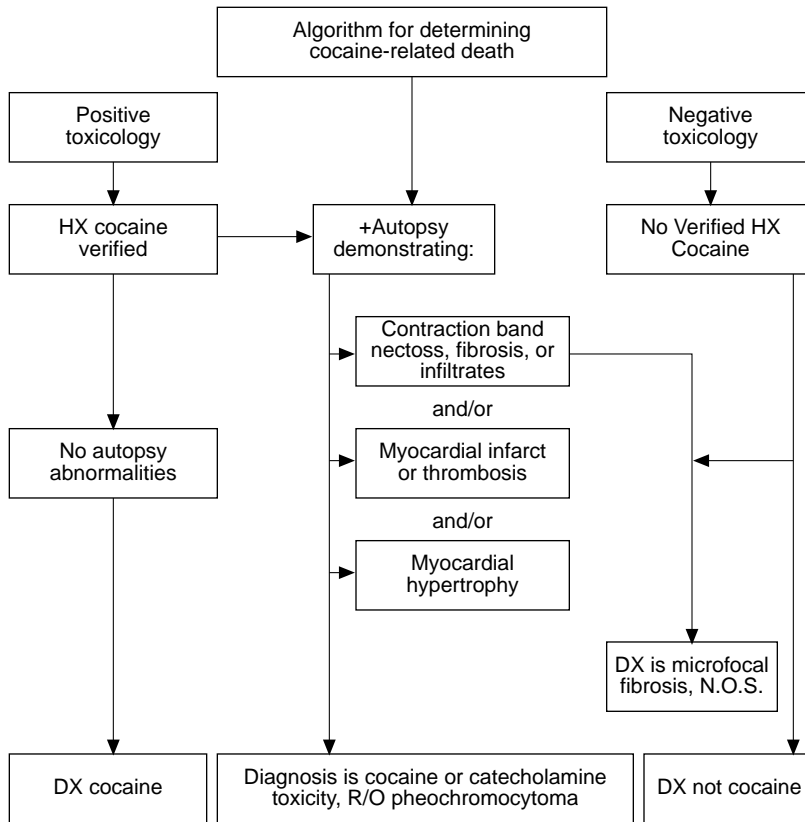 Algorithm for determining
cocaine-related death
Positive
toxicology
Negative
toxicology
HX cocaine
verified
+Autopsy
demonstrating:
No Verified HX
Cocaine
Contraction band
nectoss, fibrosis, or
infiltrates
and/or
No autopsy
abnormalities
Myocardial infarct
or thrombosis
and/or
Myocardial
hypertrophy
DX is microfocal
fibrosis, N.O.S.
DX cocaine
Diagnosis is cocaine or catecholamine
toxicity, R/O pheochromocytoma
DX not cocaine